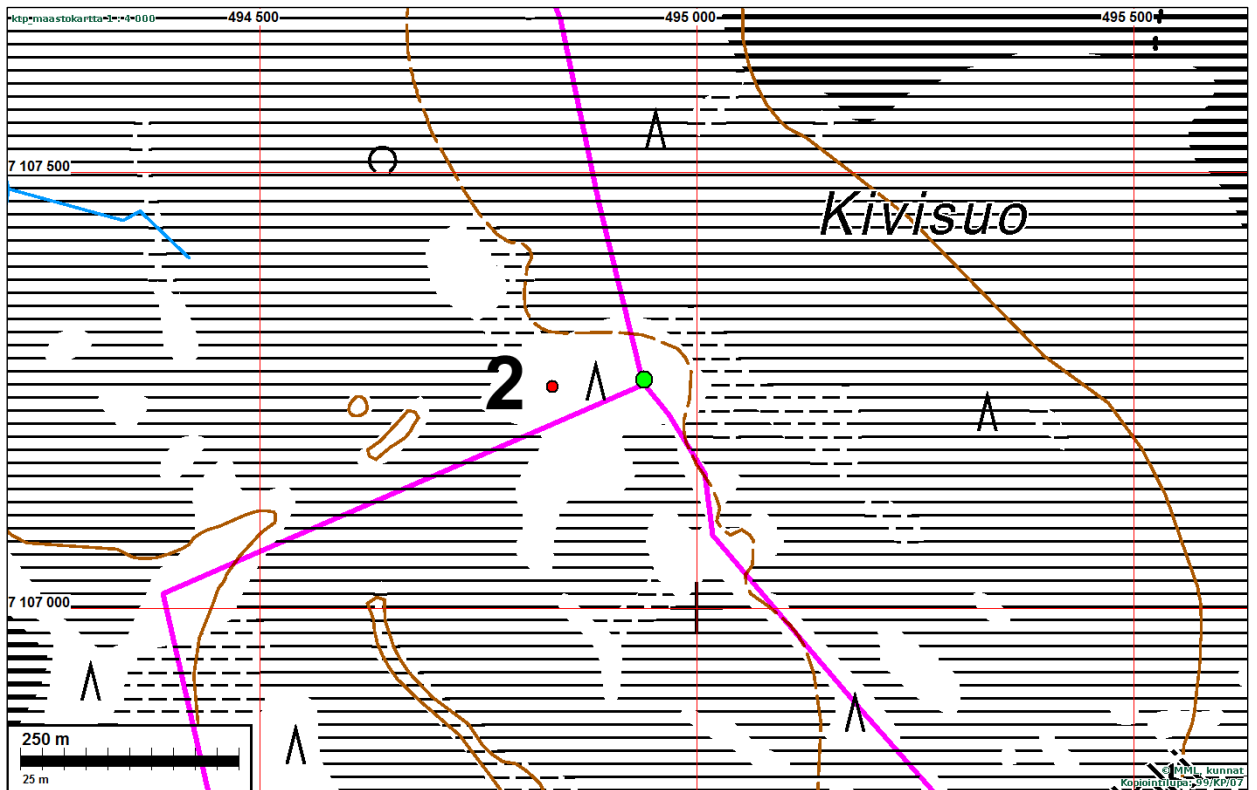 ktp_maastokartta 1 : 4 000
494 500
495 000
495 500
7 107 500
Kivisuo
2
7 107 000
250 m
25 m
© MML, kunnat
Kopiointilupa: 99/KP/07